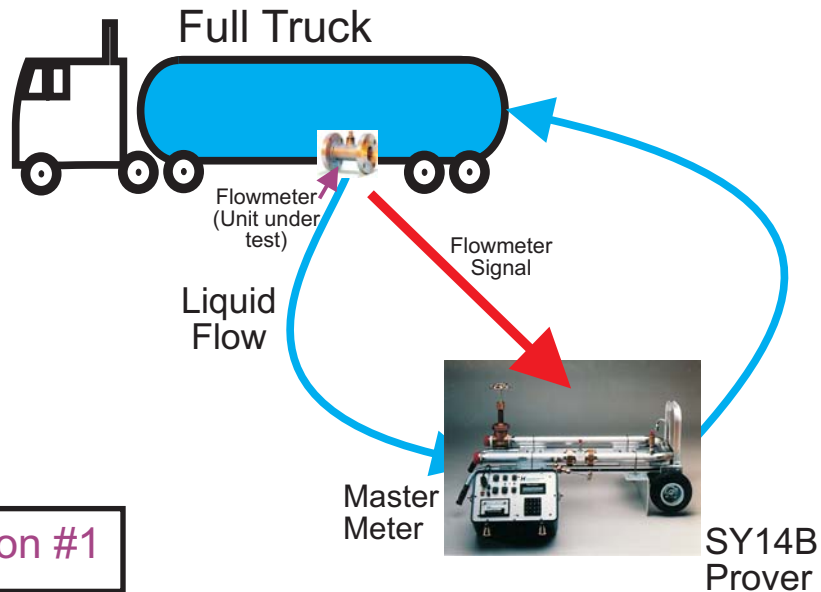 Full Truck
Flowmeter
(Unit under
test)
Flowmeter
Signal
Liquid
Flow
Master
Meter
SY14B
Prover
on #1